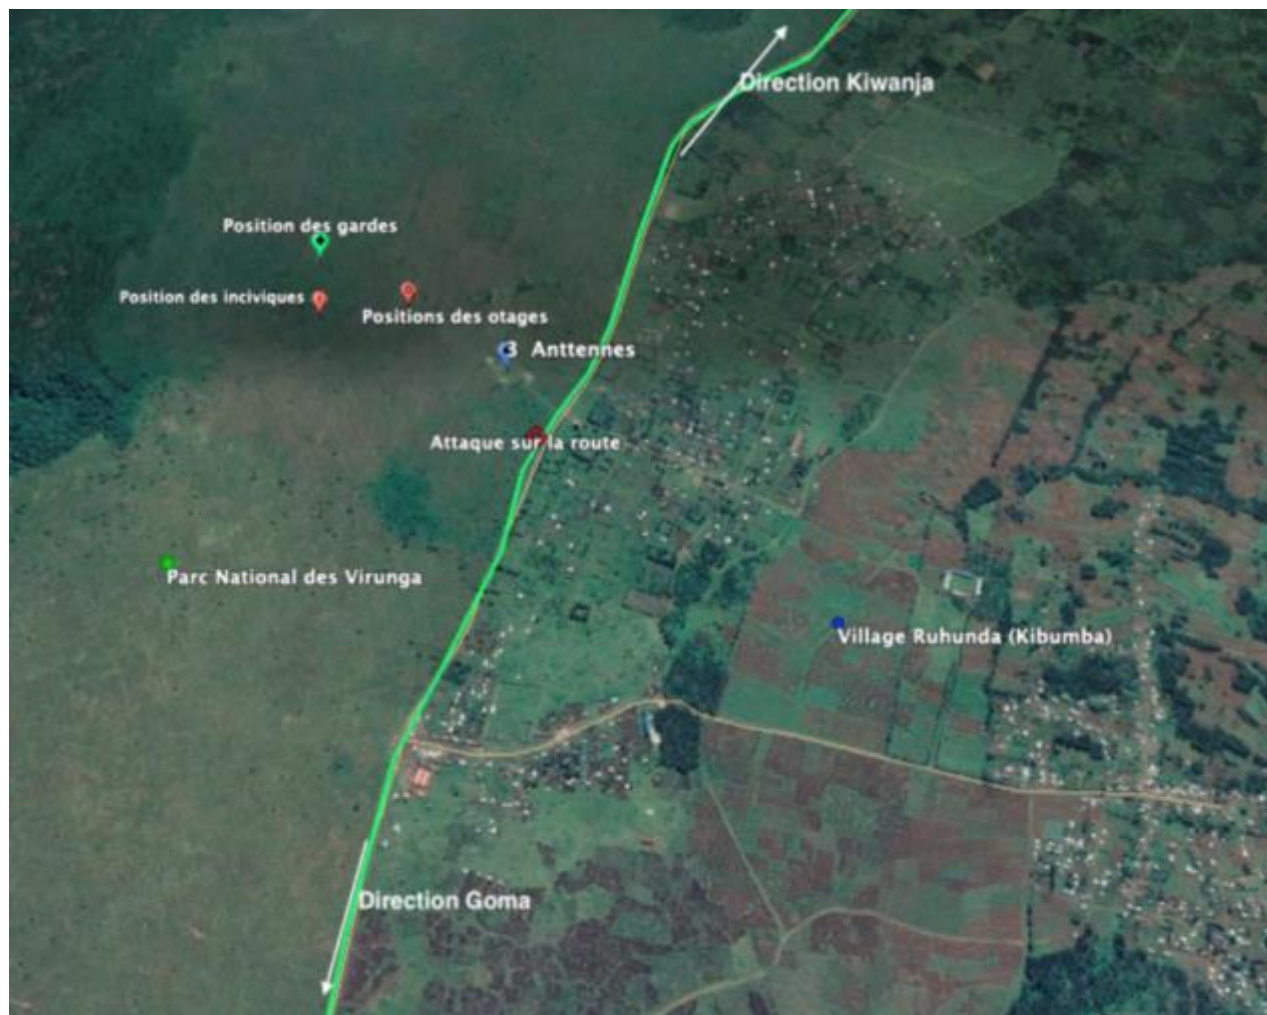 Direction Kiwanja
Position des gardes
Position des inciviques
Positions des otages
3 Anttennes
Attaque sur la route
Parc National des Virunga
Village Ruhunda (Kibumba)
Direction Goma